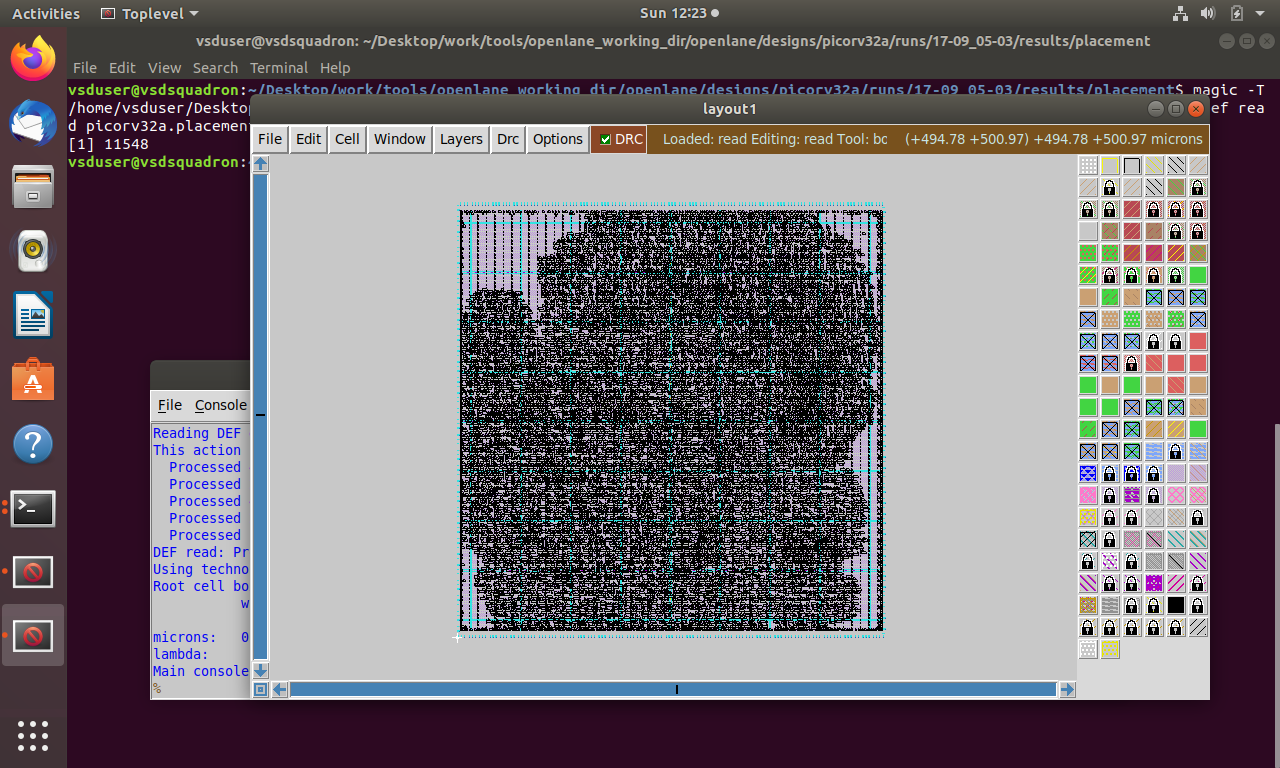 Activities Toplevel Sun 12:23
vsduser@vsdsquadron: ~/Desktop/work/tools/openlane_working_dir/openlane/designs/picorv32a/runs/17-09_05-03/results/placement
File Edit View Search Terminal Help
vsduser@vsdsquadron:~/Desktop/work/tools/openlane_working_dir/openlane/designs/picorv32a/runs/17-09_05-03/results/placement$ magic -T
/home/vsduser/Desktop
ef rea
d picorv32a.placement
[1] 11548
vsduser@vsdsquadron:
layout1
File Edit Cell Window Layers Drc Options DRC Loaded: read Editing: read Tool: bc (+494.78 +500.97) +494.78 +500.97 microns
File Console
Reading DEF
This action
Processed
Processed
Processed
Processed
Processed
DEF read: Pr
Using techno
Root cell bo
w
microns: 0
lambda:
Main console
%